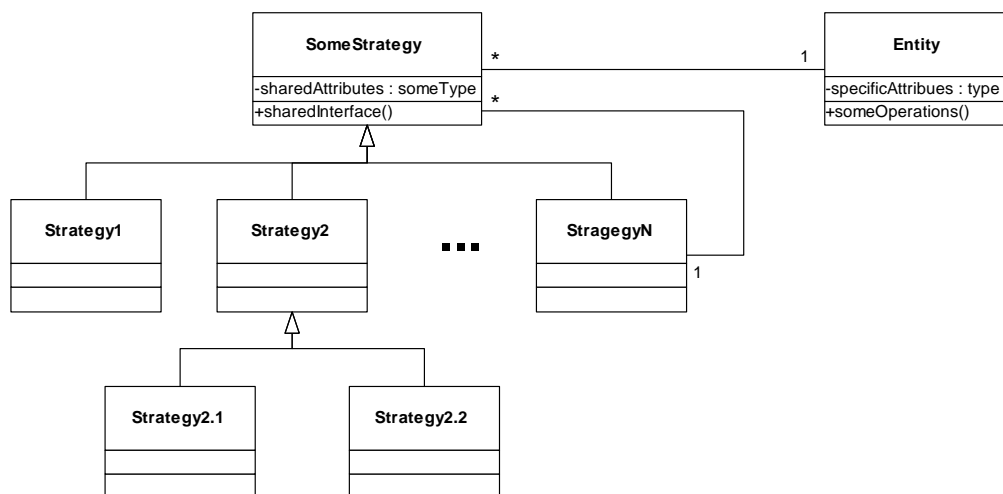 SomeStrategy
-sharedAttributes : someType
+sharedInterface()
*
*
1
Entity
-specificAttribues : type
+someOperations()
Strategy1
Strategy2
StragegyN
1
Strategy2.1
Strategy2.2